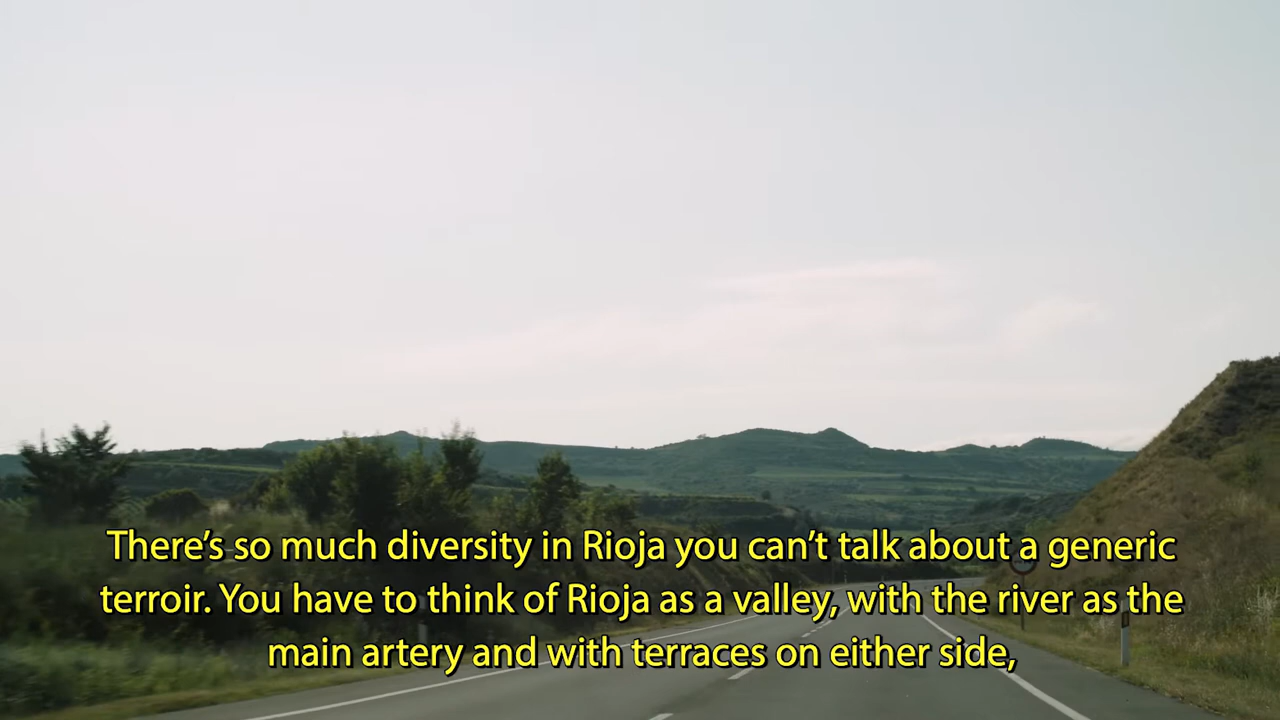 There’s so much diversity in Rioja you can’t talk about a generic
terroir. You have to think of Rioja as a valley, with the river as the
main artery and with terraces on either side,